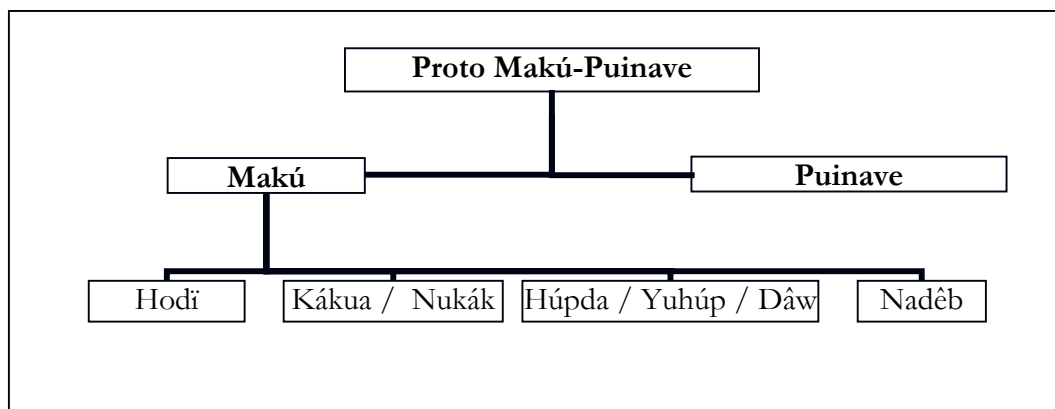 Proto Makú-Puinave
Makú
Puinave
Hodï
Kákua / Nukák
Húpda / Yuhúp / Dâw
Nadêb